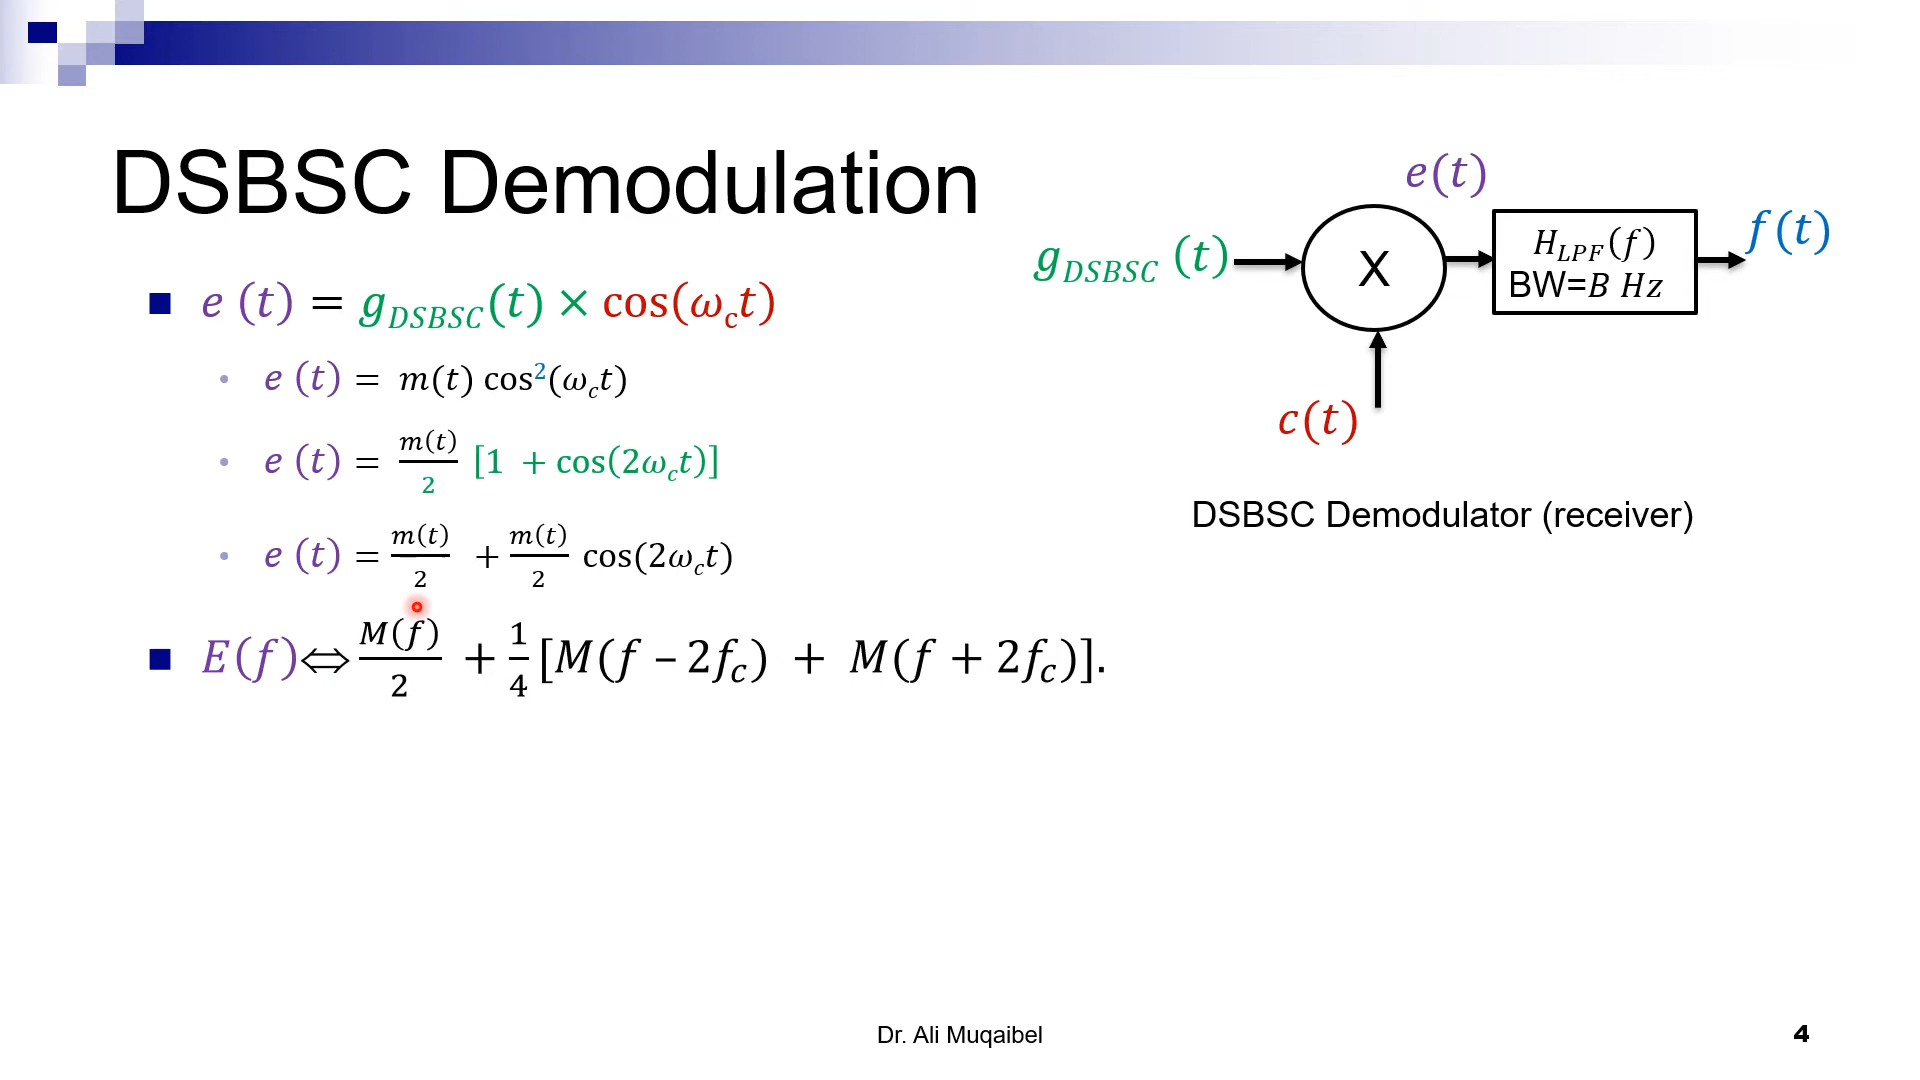 DSBSC Demodulation
e (t) = g_DSBSC(t) × cos(ω_c t)
e (t) = m(t) cos²(ω_c t)
e (t) = m(t)/2 [1 + cos(2ω_c t)]
e (t) = m(t)/2 + m(t)/2 cos(2ω_c t)
E(f) ⇔ M(f)/2 + 1/4 [M(f – 2f_c) + M(f + 2f_c)].
e(t)
g_DSBSC (t)
X
H_LPF(f)
BW=B Hz
f(t)
c(t)
DSBSC Demodulator (receiver)
Dr. Ali Muqaibel
4